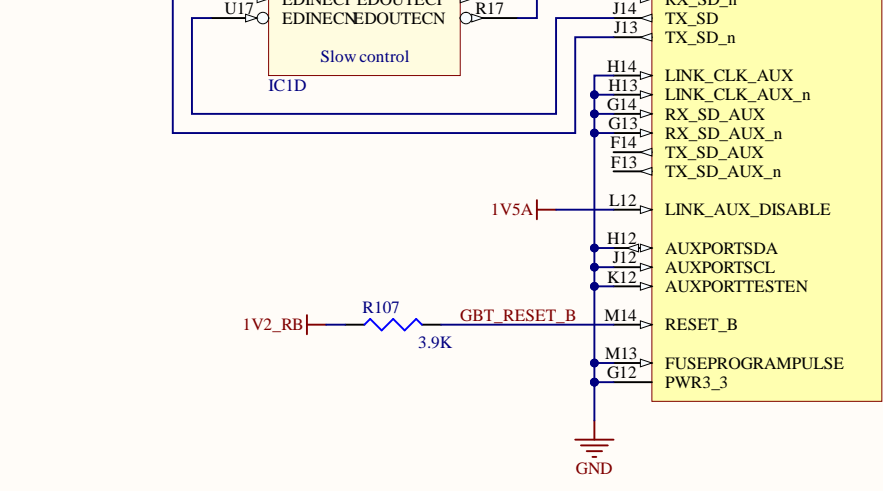 RX_SD_n
EDINECP EDOUTECP
U17
EDINECNEDOUTECN
R17
J14
TX_SD
J13
TX_SD_n
Slow control
IC1D
H14
LINK_CLK_AUX
H13
LINK_CLK_AUX_n
G14
RX_SD_AUX
G13
RX_SD_AUX_n
F14
TX_SD_AUX
F13
TX_SD_AUX_n
1V5A
L12
LINK_AUX_DISABLE
H12
AUXPORTSDA
J12
AUXPORTSCL
K12
AUXPORTTESTEN
R107
1V2_RB
GBT_RESET_B
M14
RESET_B
3.9K
M13
FUSEPROGRAMPULSE
G12
PWR3_3
GND